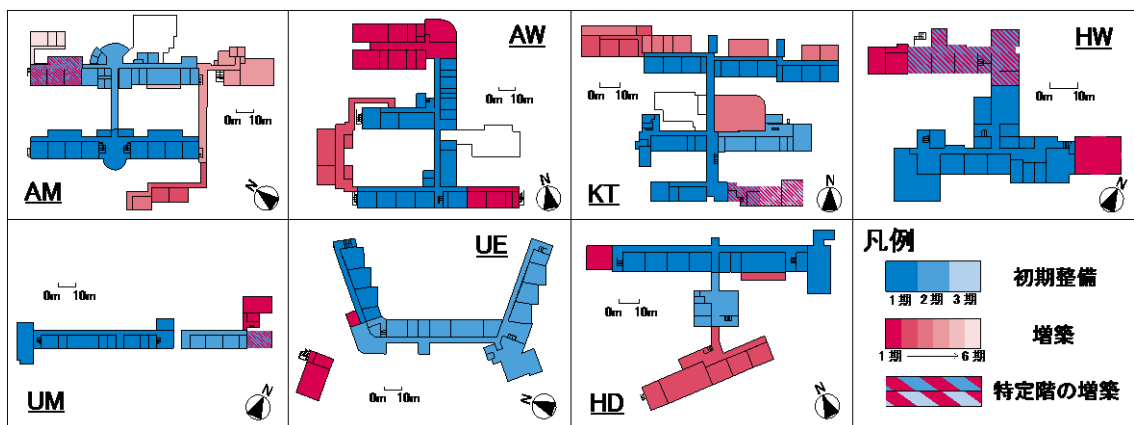 AM
0m 10m
N
AW
0m 10m
N
KT
0m 10m
N
HW
0m 10m
N
UM
0m 10m
N
UE
0m 10m
N
HD
0m 10m
N
凡例
初期整備
1期 2期 3期
増築
1期 → 6期
特定階の増築